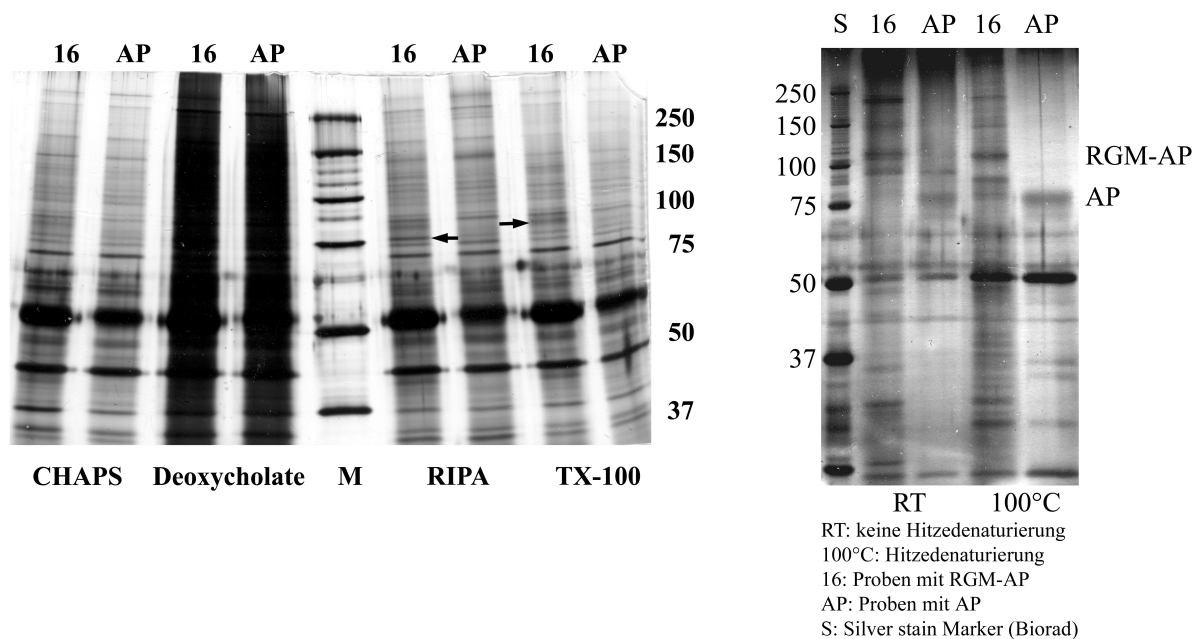 16 AP 16 AP 16 AP 16 AP
250
150
100
75
50
37
CHAPS Deoxycholate M RIPA TX-100
S 16 AP 16 AP
250
150
100
75
50
37
RGM-AP
AP
RT 100°C
RT: keine Hitzedenaturierung
100°C: Hitzedenaturierung
16: Proben mit RGM-AP
AP: Proben mit AP
S: Silver stain Marker (Biorad)